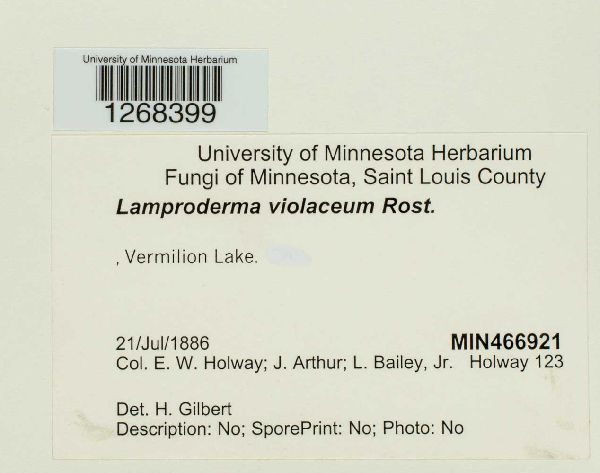 University of Minnesota Herbarium
1268399
University of Minnesota Herbarium
Fungi of Minnesota, Saint Louis County
Lamproderma violaceum Rost.
, Vermilion Lake.
21/Jul/1886 MIN466921
Col. E. W. Holway; J. Arthur; L. Bailey, Jr. Holway 123
Det. H. Gilbert
Description: No; SporePrint: No; Photo: No